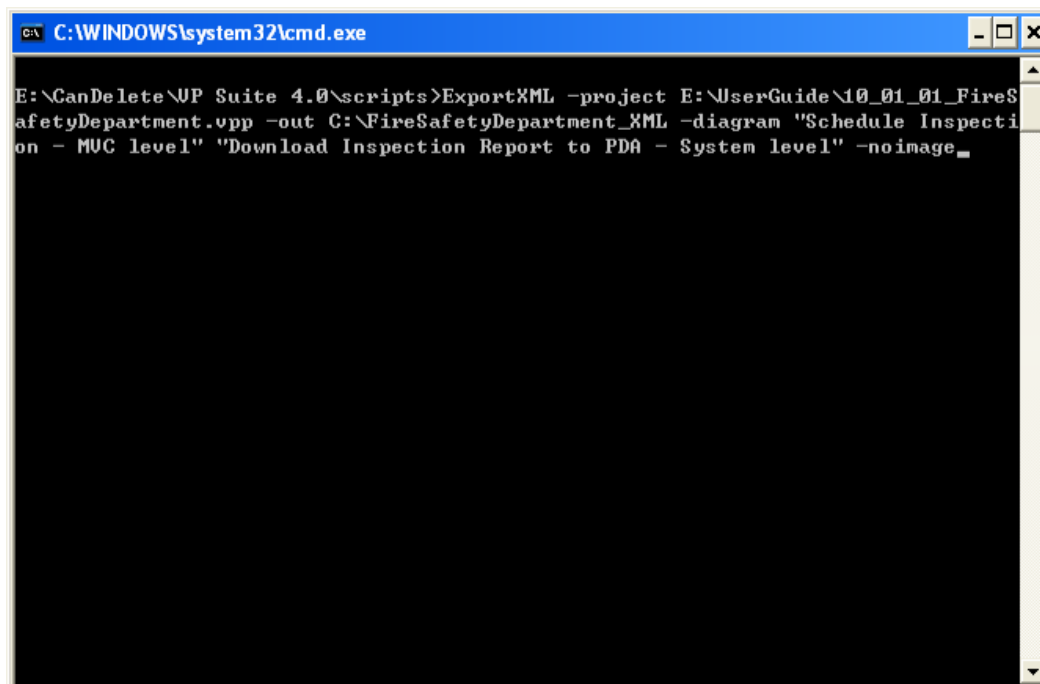 C:\WINDOWS\system32\cmd.exe
E:\CanDelete\VP Suite 4.0\scripts>ExportXML -project E:\UserGuide\10_01_01_FireS
afetyDepartment.vpp -out C:\FireSafetyDepartment_XML -diagram "Schedule Inspecti
on - MVC level" "Download Inspection Report to PDA - System level" -noimage_